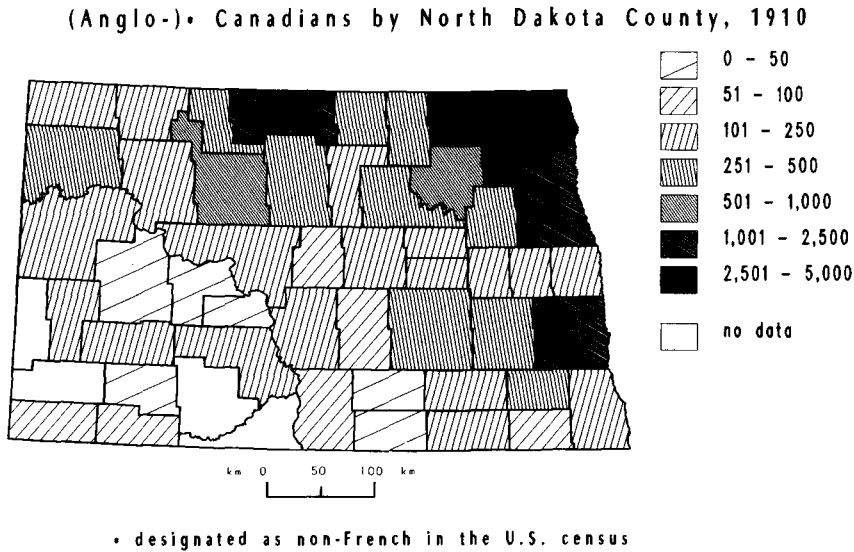 (Anglo-)• Canadians by North Dakota County, 1910
0 - 50
51 - 100
101 - 250
251 - 500
501 - 1,000
1,001 - 2,500
2,501 - 5,000
no data
km 0 50 100 km
• designated as non-French in the U.S. census